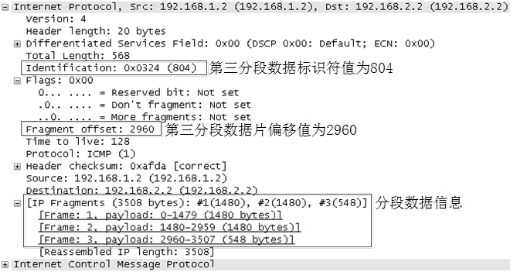 Internet Protocol, Src: 192.168.1.2 (192.168.1.2), Dst: 192.168.2.2 (192.168.2.2)
Version: 4
Header length: 20 bytes
Differentiated Services Field: 0x00 (DSCP 0x00: Default; ECN: 0x00)
Total Length: 568
Identification: 0x0324 (804) 第三分段数据标识符值为804
Flags: 0x00
0... .... = Reserved bit: Not set
.0.. .... = Don't fragment: Not set
..0. .... = More fragments: Not set
Fragment offset: 2960 第三分段数据片偏移值为2960
Time to live: 128
Protocol: ICMP (1)
Header checksum: 0xafda [correct]
Source: 192.168.1.2 (192.168.1.2)
Destination: 192.168.2.2 (192.168.2.2)
[IP Fragments (3508 bytes): #1(1480), #2(1480), #3(548)] 分段数据信息
[Frame: 1, payload: 0-1479 (1480 bytes)]
[Frame: 2, payload: 1480-2959 (1480 bytes)]
[Frame: 3, payload: 2960-3507 (548 bytes)]
[Reassembled IP length: 3508]
Internet Control Message Protocol